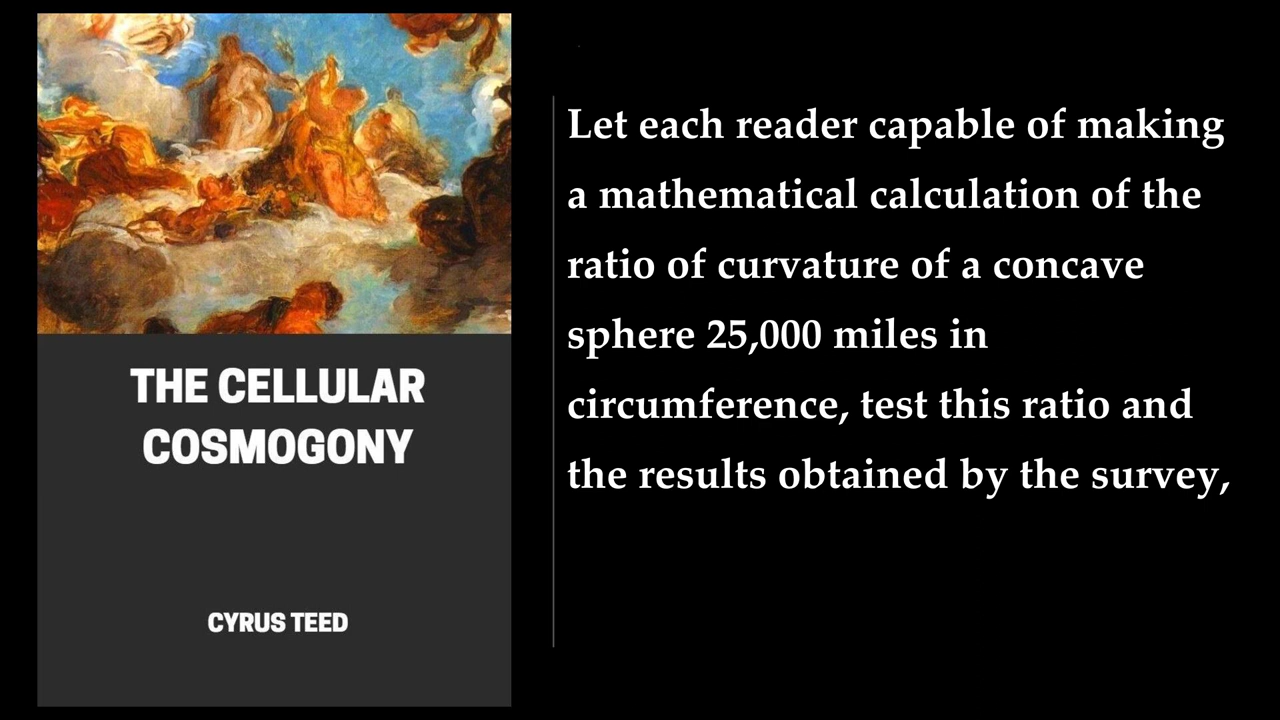 THE CELLULAR
COSMOGONY
CYRUS TEED
Let each reader capable of making
a mathematical calculation of the
ratio of curvature of a concave
sphere 25,000 miles in
circumference, test this ratio and
the results obtained by the survey,